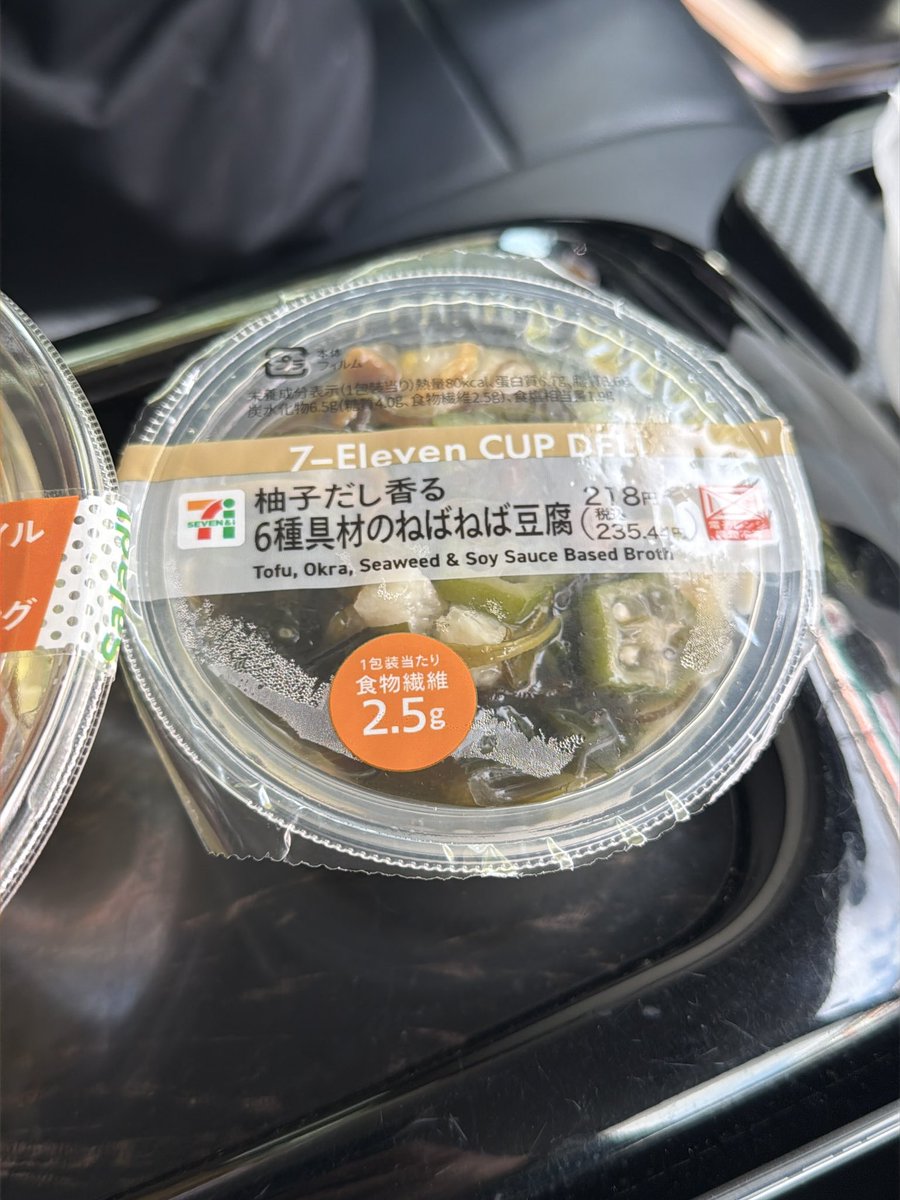 本体
フィルム
栄養成分表示(1包装当り)熱量80kcal、蛋白質6.7g、脂質3.6g、
炭水化物6.5g(糖質4.0g、食物繊維2.5g)、食塩相当量1.9g
7-Eleven CUP DELI
SEVEN&i
柚子だし香る
6種具材のねばねば豆腐
218円
(税込
235.44円)
Tofu, Okra, Seaweed & Soy Sauce Based Broth
1包装当たり
食物繊維
2.5g
イル
グ